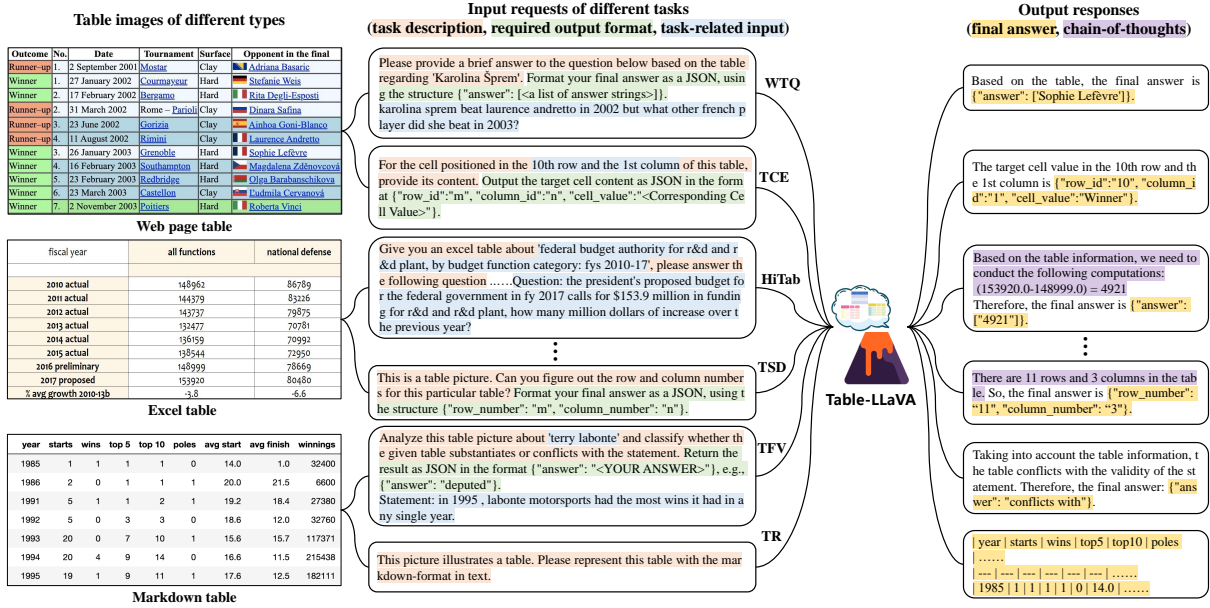 Table images of different types
Outcome No. Date Tournament Surface Opponent in the final
Runner–up 1. 2 September 2001 Mostar Clay Adriana Basaric
Winner 1. 27 January 2002 Courmayeur Hard Stefanie Weis
Winner 2. 17 February 2002 Bergamo Hard Rita Degli-Esposti
Runner–up 2. 31 March 2002 Rome – Parioli Clay Dinara Safina
Runner–up 3. 23 June 2002 Gorizia Clay Ainhoa Goni-Blanco
Runner–up 4. 11 August 2002 Rimini Clay Laurence Andretto
Winner 3. 26 January 2003 Grenoble Hard Sophie Lefèvre
Winner 4. 16 February 2003 Southampton Hard Magdalena Zděnovcová
Winner 5. 23 February 2003 Redbridge Hard Olga Barabanschikova
Winner 6. 23 March 2003 Castellon Clay Ľudmila Cervanová
Winner 7. 2 November 2003 Poitiers Hard Roberta Vinci
Web page table
fiscal year all functions national defense
2010 actual 148962 86789
2011 actual 144379 83226
2012 actual 143737 79875
2013 actual 132477 70781
2014 actual 136159 70992
2015 actual 138544 72950
2016 preliminary 148999 78669
2017 proposed 153920 80480
% avg growth 2010-13b -3.8 -6.6
Excel table
year starts wins top 5 top 10 poles avg start avg finish winnings
1985 1 1 1 1 0 14.0 1.0 32400
1986 2 0 1 1 1 20.0 21.5 6600
1991 5 1 1 2 1 19.2 18.4 27380
1992 5 0 3 3 0 18.6 12.0 32760
1993 20 0 7 10 1 15.6 15.7 117371
1994 20 4 9 14 0 16.6 11.5 215438
1995 19 1 9 11 1 17.6 12.5 182111
Markdown table
Input requests of different tasks
(task description, required output format, task-related input)
Please provide a brief answer to the question below based on the table
regarding 'Karolina Šprem'. Format your final answer as a JSON, usin
g the structure {"answer": [<a list of answer strings>]}.
karolina sprem beat laurence andretto in 2002 but what other french p
layer did she beat in 2003?
WTQ
For the cell positioned in the 10th row and the 1st column of this table,
provide its content. Output the target cell content as JSON in the form
at {"row_id":"m", "column_id":"n", "cell_value":"<Corresponding Ce
ll Value>"}.
TCE
Give you an excel table about 'federal budget authority for r&d and r
&d plant, by budget function category: fys 2010-17', please answer th
e following question ……Question: the president's proposed budget fo
r the federal government in fy 2017 calls for $153.9 million in fundin
g for r&d and r&d plant, how many million dollars of increase over t
he previous year?
HiTab
This is a table picture. Can you figure out the row and column number
s for this particular table? Format your final answer as a JSON, using t
he structure {"row_number": "m", "column_number": "n"}.
TSD
Analyze this table picture about 'terry labonte' and classify whether th
e given table substantiates or conflicts with the statement. Return the
result as JSON in the format {"answer": "<YOUR ANSWER>"}, e.g.,
{"answer": "deputed"}.
Statement: in 1995 , labonte motorsports had the most wins it had in a
ny single year.
TFV
This picture illustrates a table. Please represent this table with the mar
kdown-format in text.
TR
Table-LLaVA
Output responses
(final answer, chain-of-thoughts)
Based on the table, the final answer is
{"answer": ['Sophie Lefèvre']}.
The target cell value in the 10th row and th
e 1st column is {"row_id":"10", "column_i
d":"1", "cell_value":"Winner"}.
Based on the table information, we need to
conduct the following computations:
(153920.0-148999.0) = 4921
Therefore, the final answer is {"answer":
["4921"]}.
There are 11 rows and 3 columns in the tab
le. So, the final answer is {"row_number":
“11”, "column_number": “3”}.
Taking into account the table information, t
he table conflicts with the validity of the st
atement. Therefore, the final answer: {"ans
wer": "conflicts with"}.
| year | starts | wins | top5 | top10 | poles
| ……
| --- | --- | --- | --- | --- | --- | ……
| 1985 | 1 | 1 | 1 | 1 | 0 | 14.0 | ……